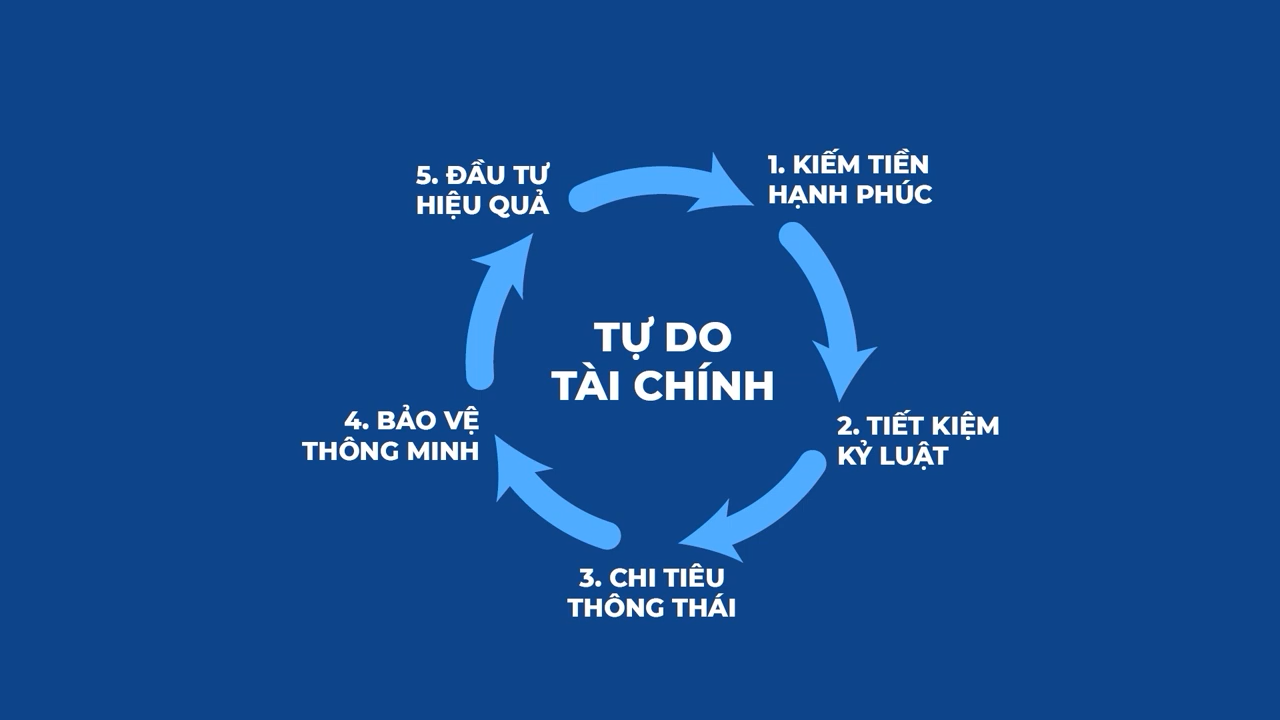 TỰ DO
TÀI CHÍNH
1. KIẾM TIỀN
HẠNH PHÚC
2. TIẾT KIỆM
KỶ LUẬT
3. CHI TIÊU
THÔNG THÁI
4. BẢO VỆ
THÔNG MINH
5. ĐẦU TƯ
HIỆU QUẢ